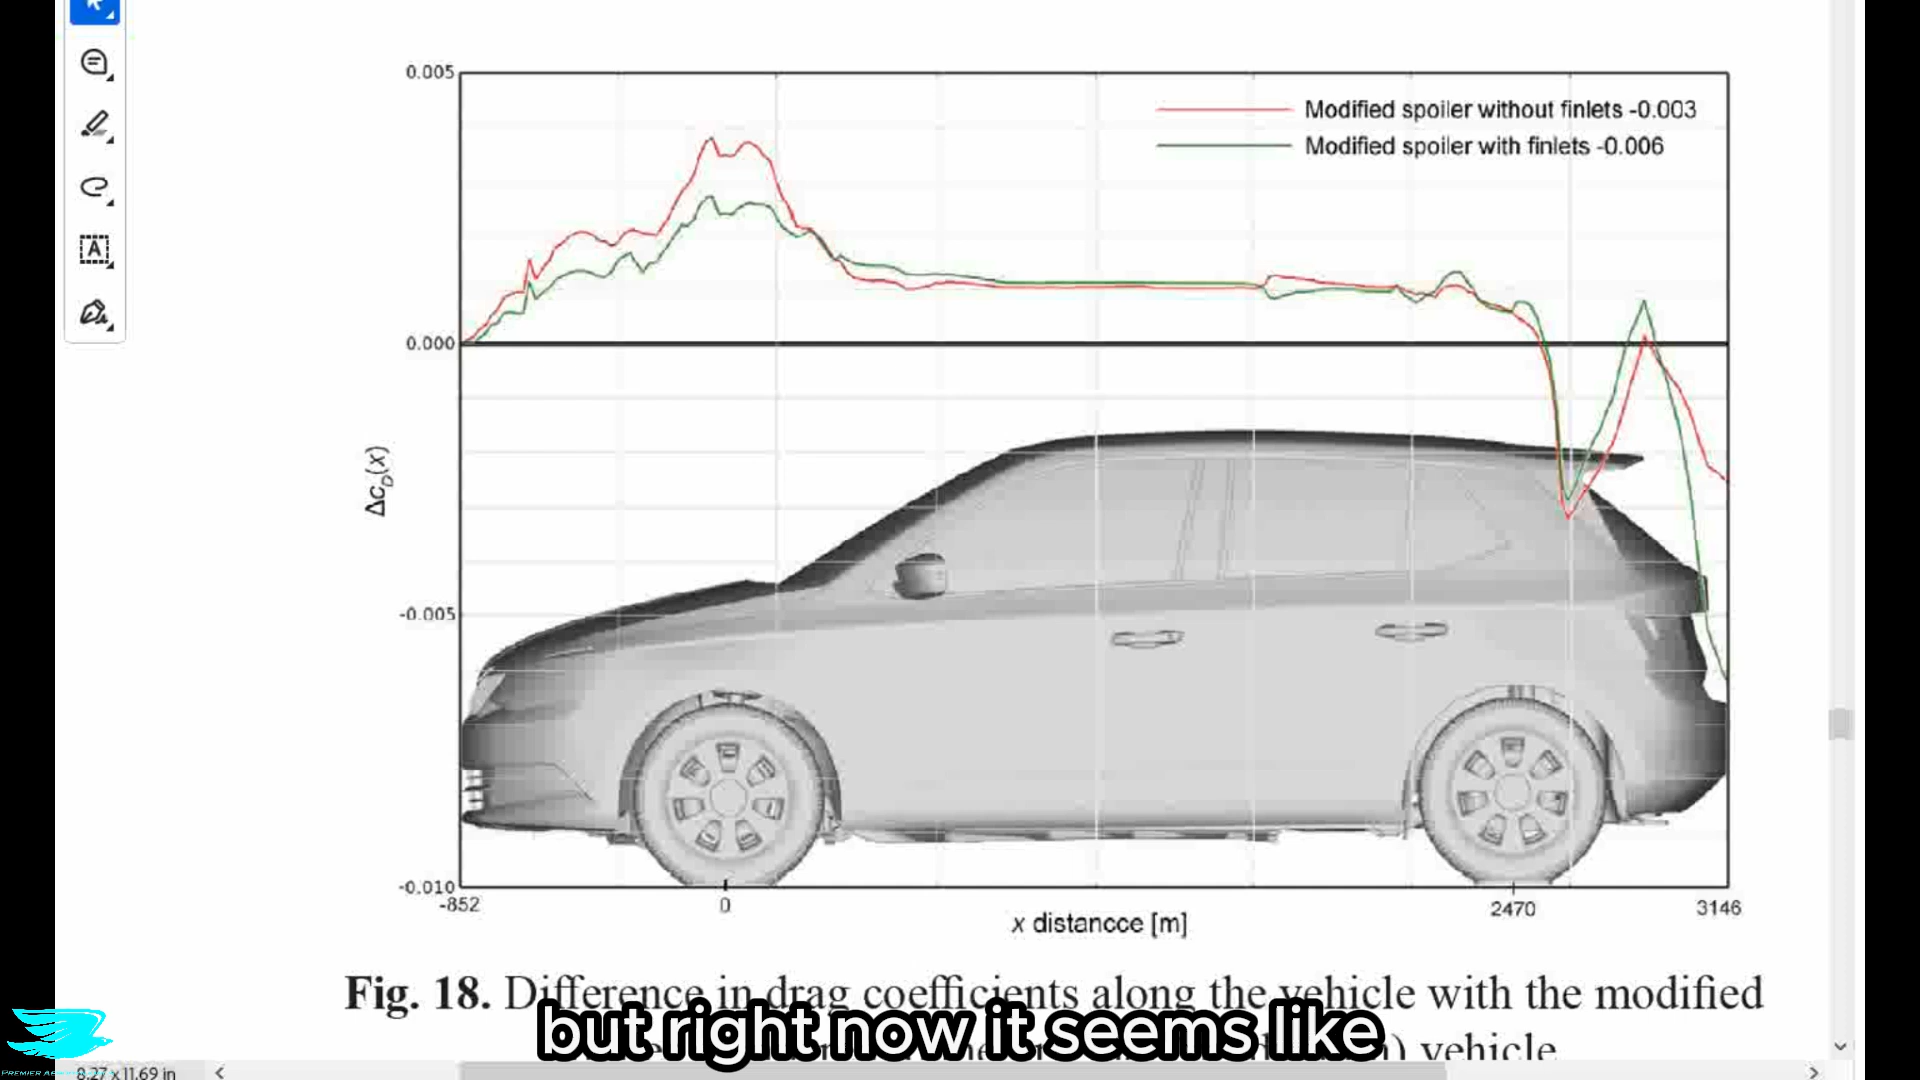 0.005
Modified spoiler without finlets -0.003
Modified spoiler with finlets -0.006
0.000
ΔcD(x)
-0.005
-0.010
-852
0
2470
3146
x distancce [m]
Fig. 18. Difference in drag coefficients along the vehicle with the modified
but right now it seems like
vehicle.
8.27 x 11.69 in